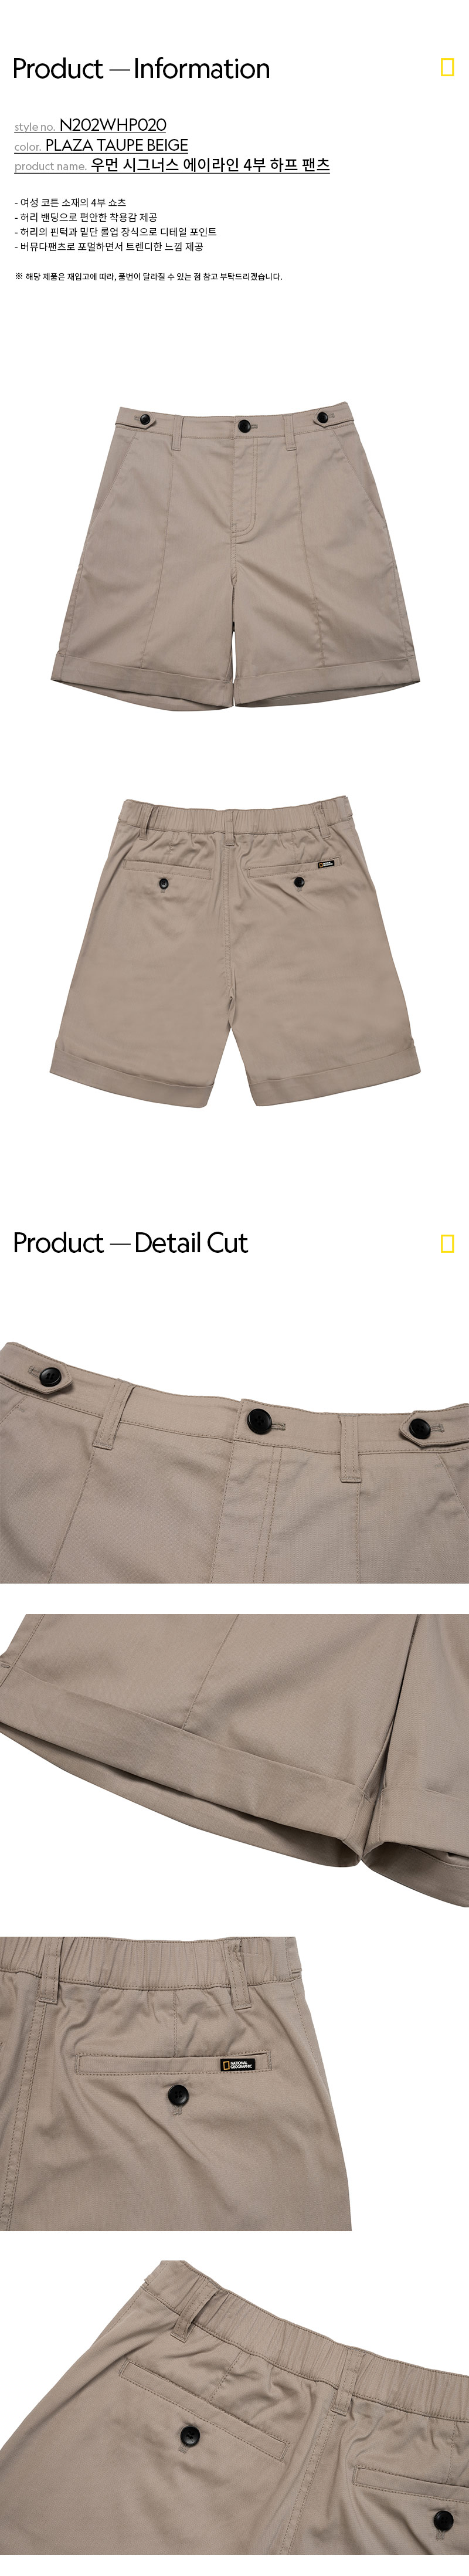 Product — Information
style no. N202WHP020
color. PLAZA TAUPE BEIGE
product name. 우먼 시그너스 에이라인 4부 하프 팬츠
- 여성 코튼 소재의 4부 쇼츠
- 허리 밴딩으로 편안한 착용감 제공
- 허리의 핀턱과 밑단 롤업 장식으로 디테일 포인트
- 버뮤다팬츠로 포멀하면서 트렌디한 느낌 제공
※ 해당 제품은 재입고에 따라, 품번이 달라질 수 있는 점 참고 부탁드리겠습니다.
Product — Detail Cut
NATIONAL
GEOGRAPHIC